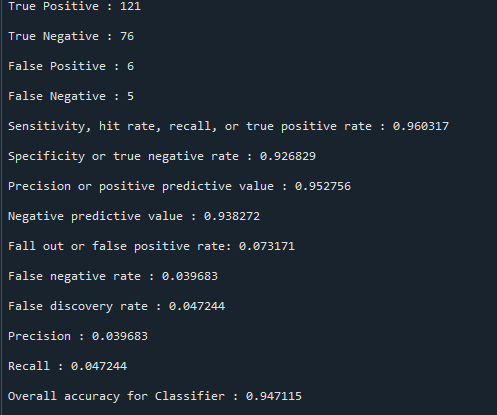 True Positive : 121
True Negative : 76
False Positive : 6
False Negative : 5
Sensitivity, hit rate, recall, or true positive rate : 0.960317
Specificity or true negative rate : 0.926829
Precision or positive predictive value : 0.952756
Negative predictive value : 0.938272
Fall out or false positive rate: 0.073171
False negative rate : 0.039683
False discovery rate : 0.047244
Precision : 0.039683
Recall : 0.047244
Overall accuracy for Classifier : 0.947115